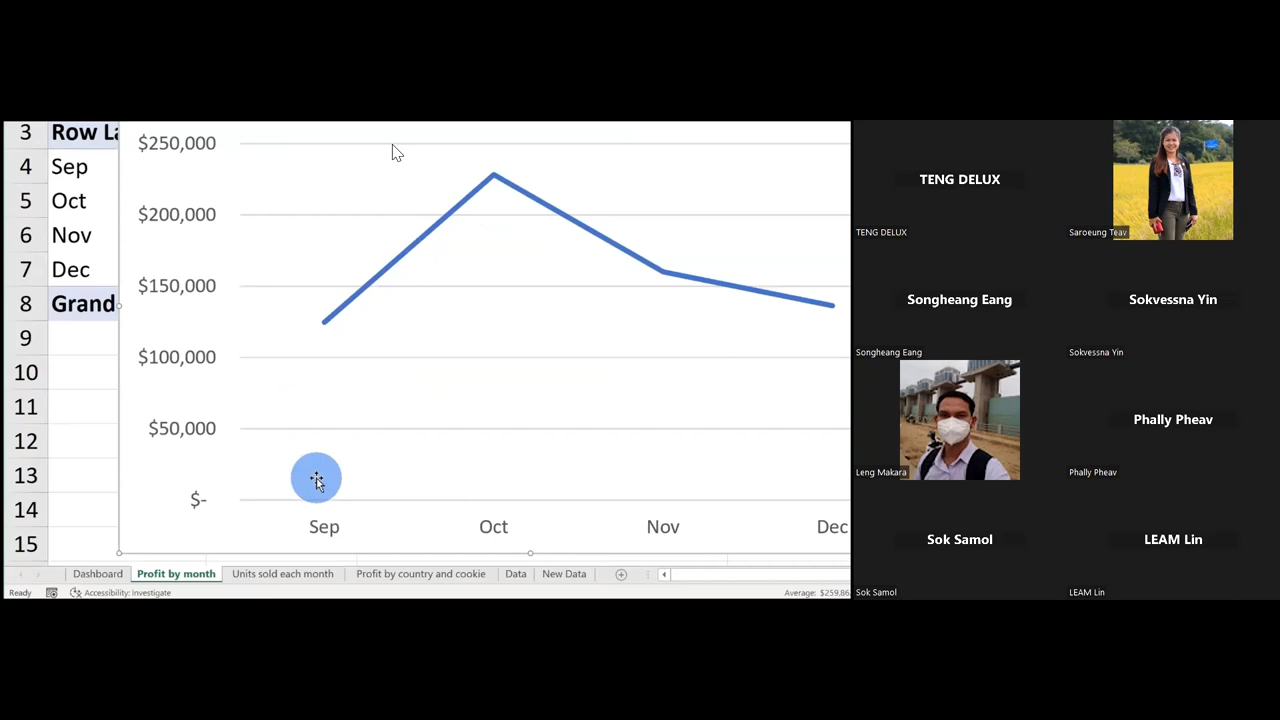 3 Row La
4 Sep
5 Oct
6 Nov
7 Dec
8 Grand
9
10
11
12
13
14
15
$250,000
$200,000
$150,000
$100,000
$50,000
$-
Sep Oct Nov Dec
Dashboard Profit by month Units sold each month Profit by country and cookie Data New Data
Ready Accessibility: Investigate Average: $259,86
TENG DELUX
TENG DELUX
Saroeung Teav
Songheang Eang
Songheang Eang
Sokvessna Yin
Sokvessna Yin
Leng Makara
Phally Pheav
Phally Pheav
Sok Samol
Sok Samol
LEAM Lin
LEAM Lin